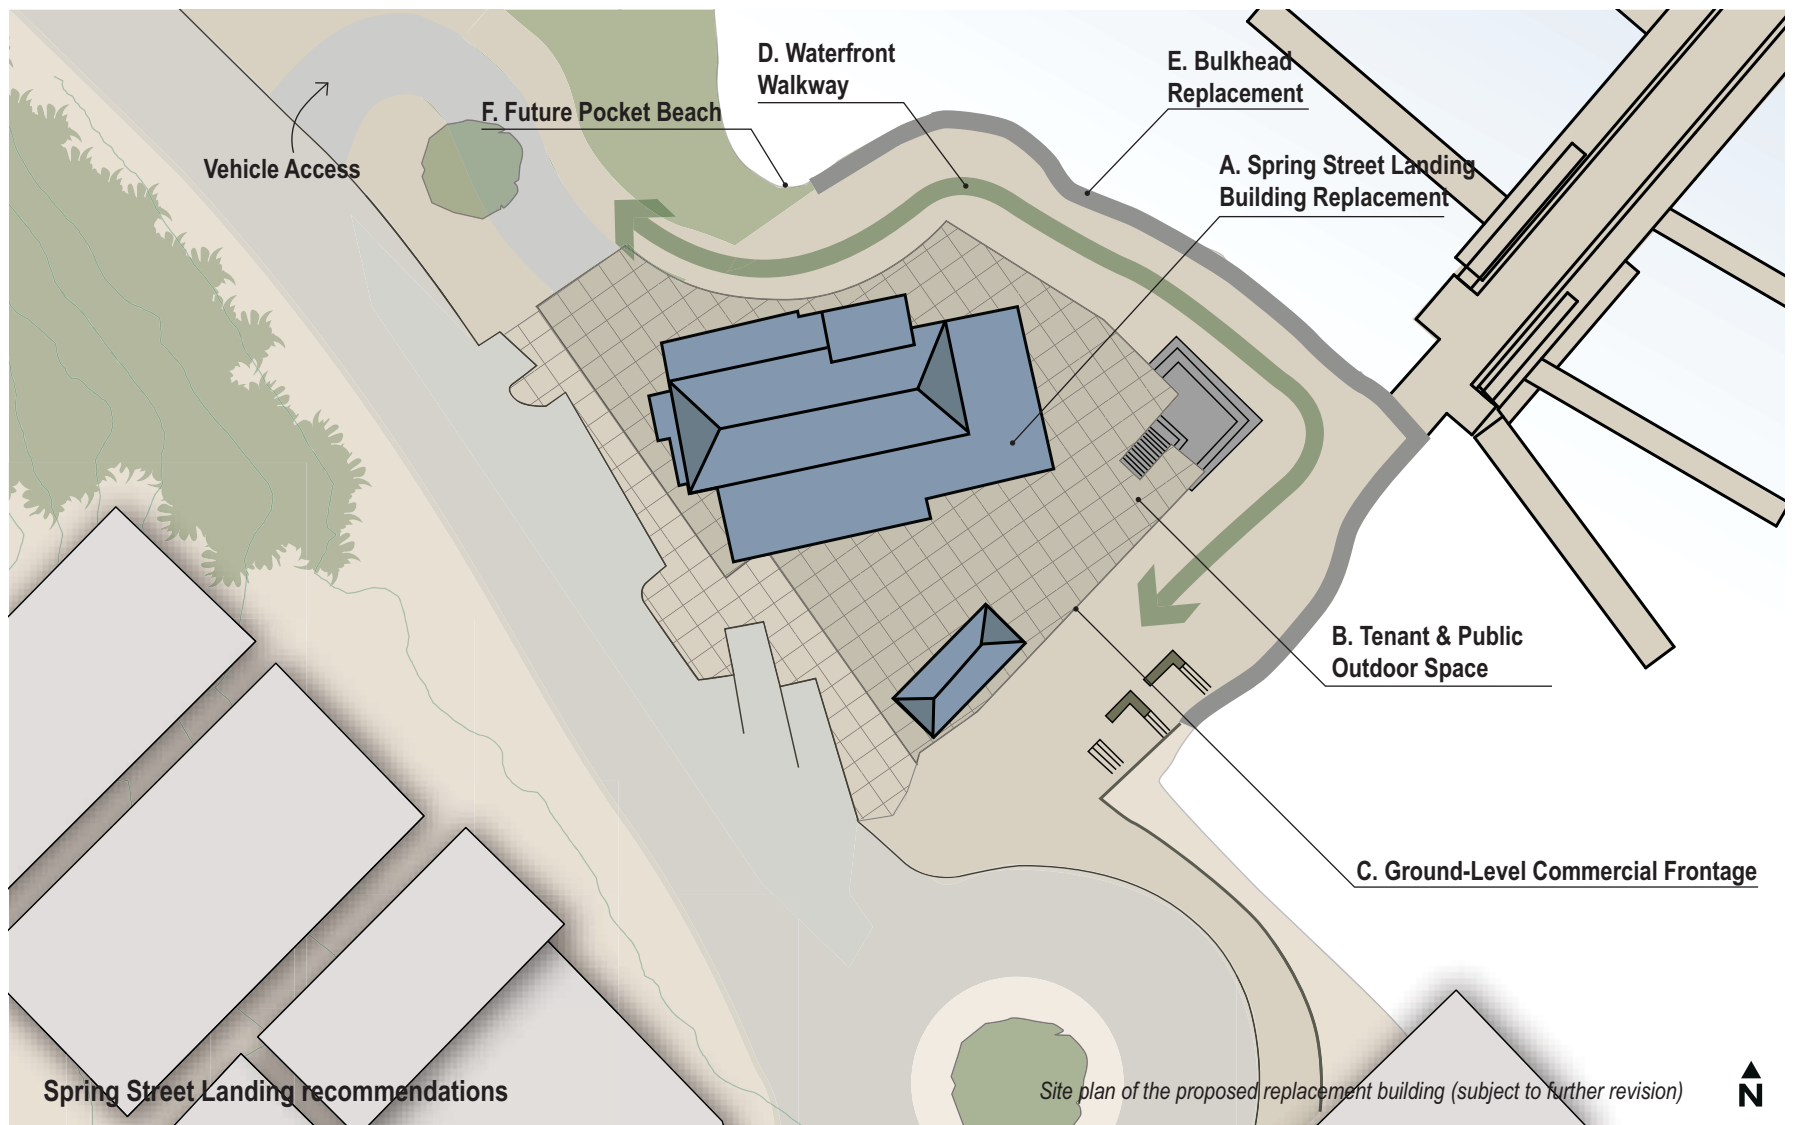 D. Waterfront
Walkway
E. Bulkhead
Replacement
F. Future Pocket Beach
Vehicle Access
A. Spring Street Landing
Building Replacement
B. Tenant & Public
Outdoor Space
C. Ground-Level Commercial Frontage
Spring Street Landing recommendations
Site plan of the proposed replacement building (subject to further revision)
N